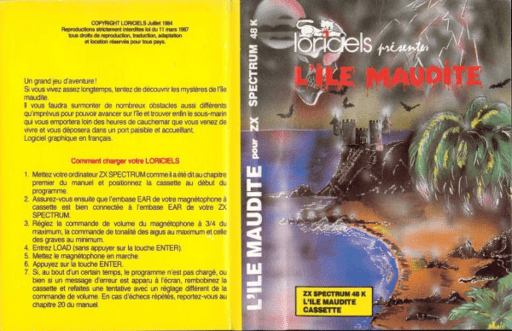 COPYRIGHT LORICIELS Juillet 1984
Reproductions strictement interdites loi du 11 mars 1957
tous droits de reproduction, traduction, adaptation
et location réservés pour tous pays.
Un grand jeu d'aventure !
Si vous vivez assez longtemps, tentez de découvrir les mystères de l'île
maudite.
Il vous faudra surmonter de nombreux obstacles aussi différents
qu'imprévus pour pouvoir avancer sur l'île et trouver enfin le sous-marin
qui vous emportera loin des heures de cauchemar que vous venez de
vivre et vous déposera dans un port paisible et accueillant.
Logiciel graphique en français.
Comment charger votre LORICIELS
1. Mettez votre ordinateur ZX SPECTRUM comme il a été dit au chapitre
premier du manuel et positionnez la cassette au début du
programme.
2. Assurez-vous ensuite que l'embase EAR de votre magnétophone à
cassette est bien connectée à l'embase EAR de votre ZX
SPECTRUM.
3. Réglez la commande de volume du magnétophone à 3/4 du
maximum, la commande de tonalité des aigus au maximum et celle
des graves au minimum.
4. Entrez LOAD (sans appuyer sur la touche ENTER).
5. Mettez le magnétophone en marche.
6. Appuyez sur la touche ENTER.
7. Si, au bout d'un certain temps, le programme n'est pas chargé, ou
bien si un message d'erreur est apparu à l'écran, rembobinez la
cassette et refaites une tentative avec un réglage différent de la
commande de volume. En cas d'échecs répétés, reportez-vous au
chapitre 20 du manuel.
L'ILE MAUDITE pour ZX SPECTRUM 48 K
loriciels présente:
L'ILE MAUDITE
ZX SPECTRUM 48 K
L'ILE MAUDITE
CASSETTE